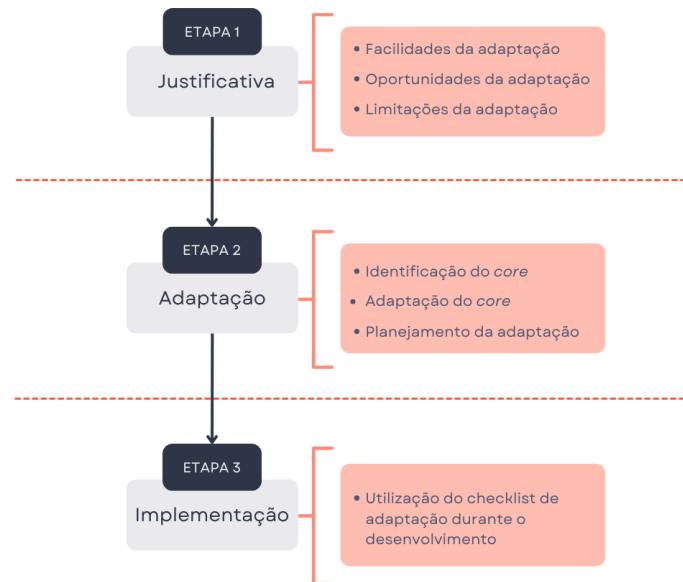 ETAPA 1
Justificativa
• Facilidades da adaptação
• Oportunidades da adaptação
• Limitações da adaptação
ETAPA 2
Adaptação
• Identificação do core
• Adaptação do core
• Planejamento da adaptação
ETAPA 3
Implementação
• Utilização do checklist de
adaptação durante o
desenvolvimento